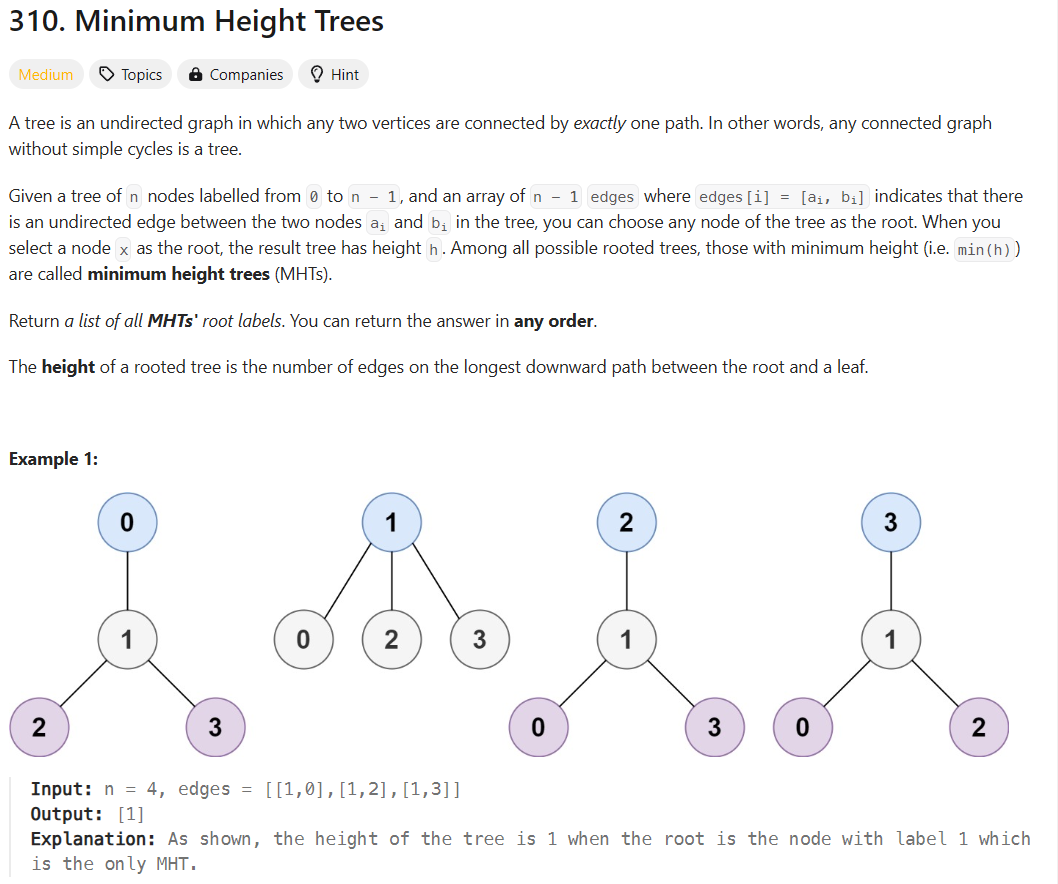 310. Minimum Height Trees
Medium Topics Companies Hint
A tree is an undirected graph in which any two vertices are connected by exactly one path. In other words, any connected graph
without simple cycles is a tree.
Given a tree of n nodes labelled from 0 to n - 1, and an array of n - 1 edges where edges[i] = [aᵢ, bᵢ] indicates that there
is an undirected edge between the two nodes aᵢ and bᵢ in the tree, you can choose any node of the tree as the root. When you
select a node x as the root, the result tree has height h. Among all possible rooted trees, those with minimum height (i.e. min(h))
are called minimum height trees (MHTs).
Return a list of all MHTs' root labels. You can return the answer in any order.
The height of a rooted tree is the number of edges on the longest downward path between the root and a leaf.
Example 1:
0 1 2 3
1 0 2 3 1 1
2 3 0 3 0 2
Input: n = 4, edges = [[1,0],[1,2],[1,3]]
Output: [1]
Explanation: As shown, the height of the tree is 1 when the root is the node with label 1 which
is the only MHT.